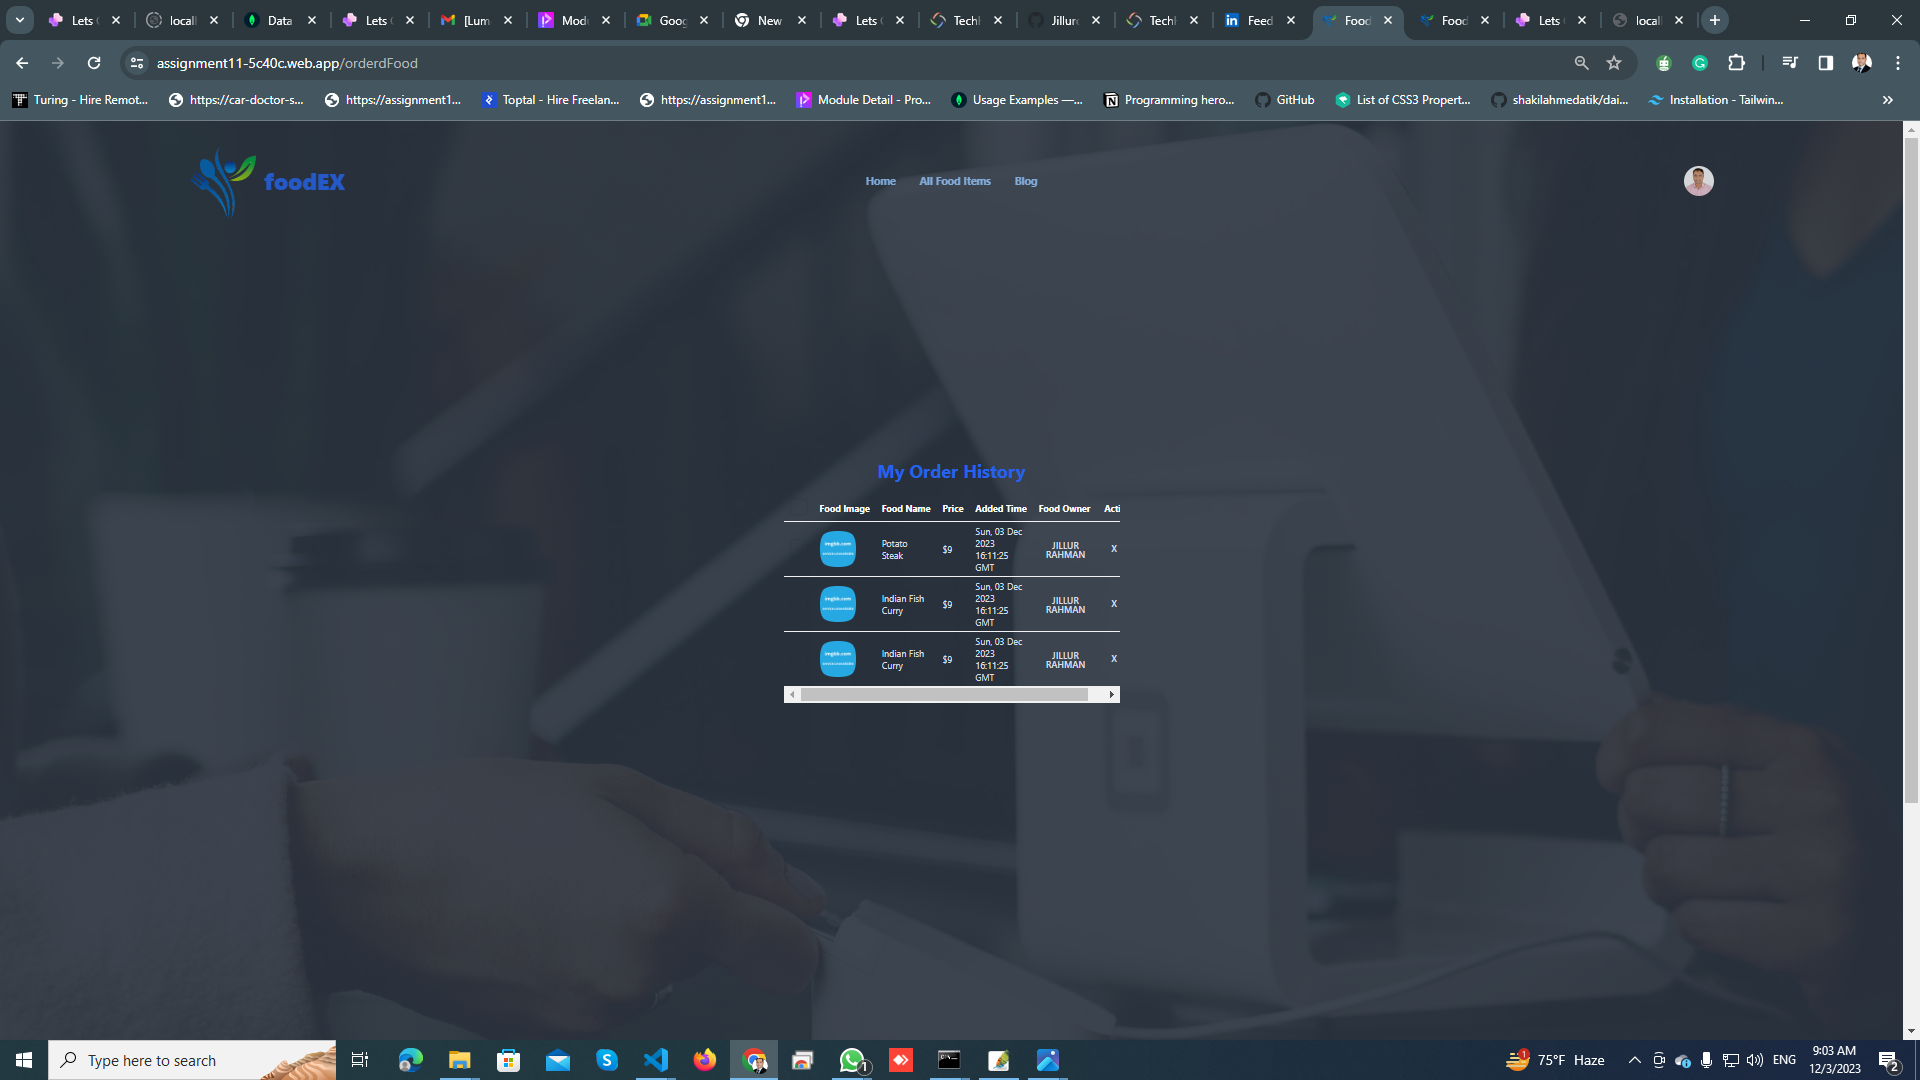 Lets
locall
Data
Lets
[Lum
Modu
Goog
New
Lets
Techl
Jillur
Techl
Feed
Food
Food
Lets
local
assignment11-5c40c.web.app/orderdFood
Turing - Hire Remot...
https://car-doctor-s...
https://assignment1...
Toptal - Hire Freelan...
https://assignment1...
Module Detail - Pro...
Usage Examples —...
Programming hero...
GitHub
List of CSS3 Propert...
shakilahmedatik/dai...
Installation - Tailwin...
foodEX
Home
All Food Items
Blog
My Order History
Food Image Food Name Price Added Time Food Owner Acti
Potato Steak $9 Sun, 03 Dec 2023 16:11:25 GMT JILLUR RAHMAN X
Indian Fish Curry $9 Sun, 03 Dec 2023 16:11:25 GMT JILLUR RAHMAN X
Indian Fish Curry $9 Sun, 03 Dec 2023 16:11:25 GMT JILLUR RAHMAN X
Type here to search
1
1
75°F Haze
ENG
9:03 AM
12/3/2023
2